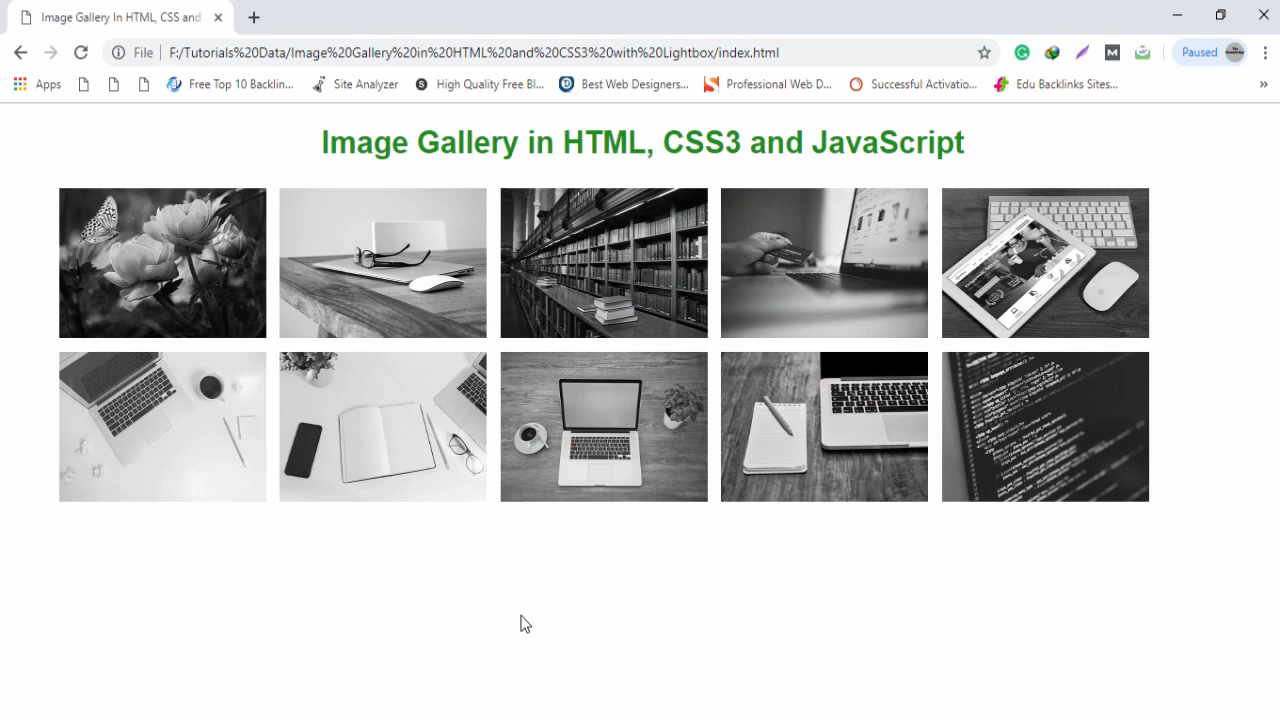 Image Gallery In HTML, CSS and
File F:/Tutorials%20Data/Image%20Gallery%20in%20HTML%20and%20CSS3%20with%20Lightbox/index.html Paused
Apps Free Top 10 Backlin... Site Analyzer High Quality Free Bl... Best Web Designers... Professional Web D... Successful Activatio... Edu Backlinks Sites... »
Image Gallery in HTML, CSS3 and JavaScript